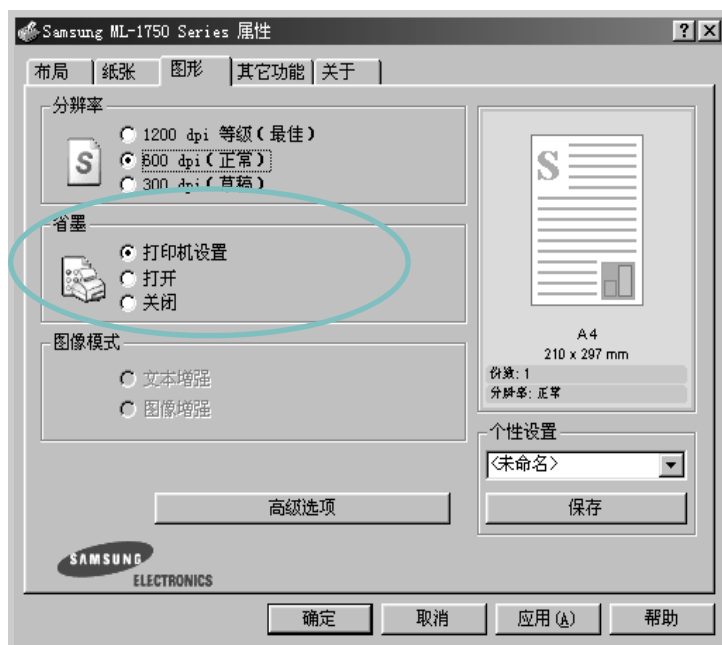 Samsung ML-1750 Series 属性
布局 纸张 图形 其它功能 关于
分辨率
1200 dpi 等级(最佳)
600 dpi(正常)
300 dpi(草稿)
省墨
打印机设置
打开
关闭
图像模式
文本增强
图像增强
高级选项
SAMSUNG
ELECTRONICS
S
S
A4
210 x 297 mm
份数: 1
分辨率: 正常
个性设置
<未命名>
保存
确定 取消 应用(A) 帮助